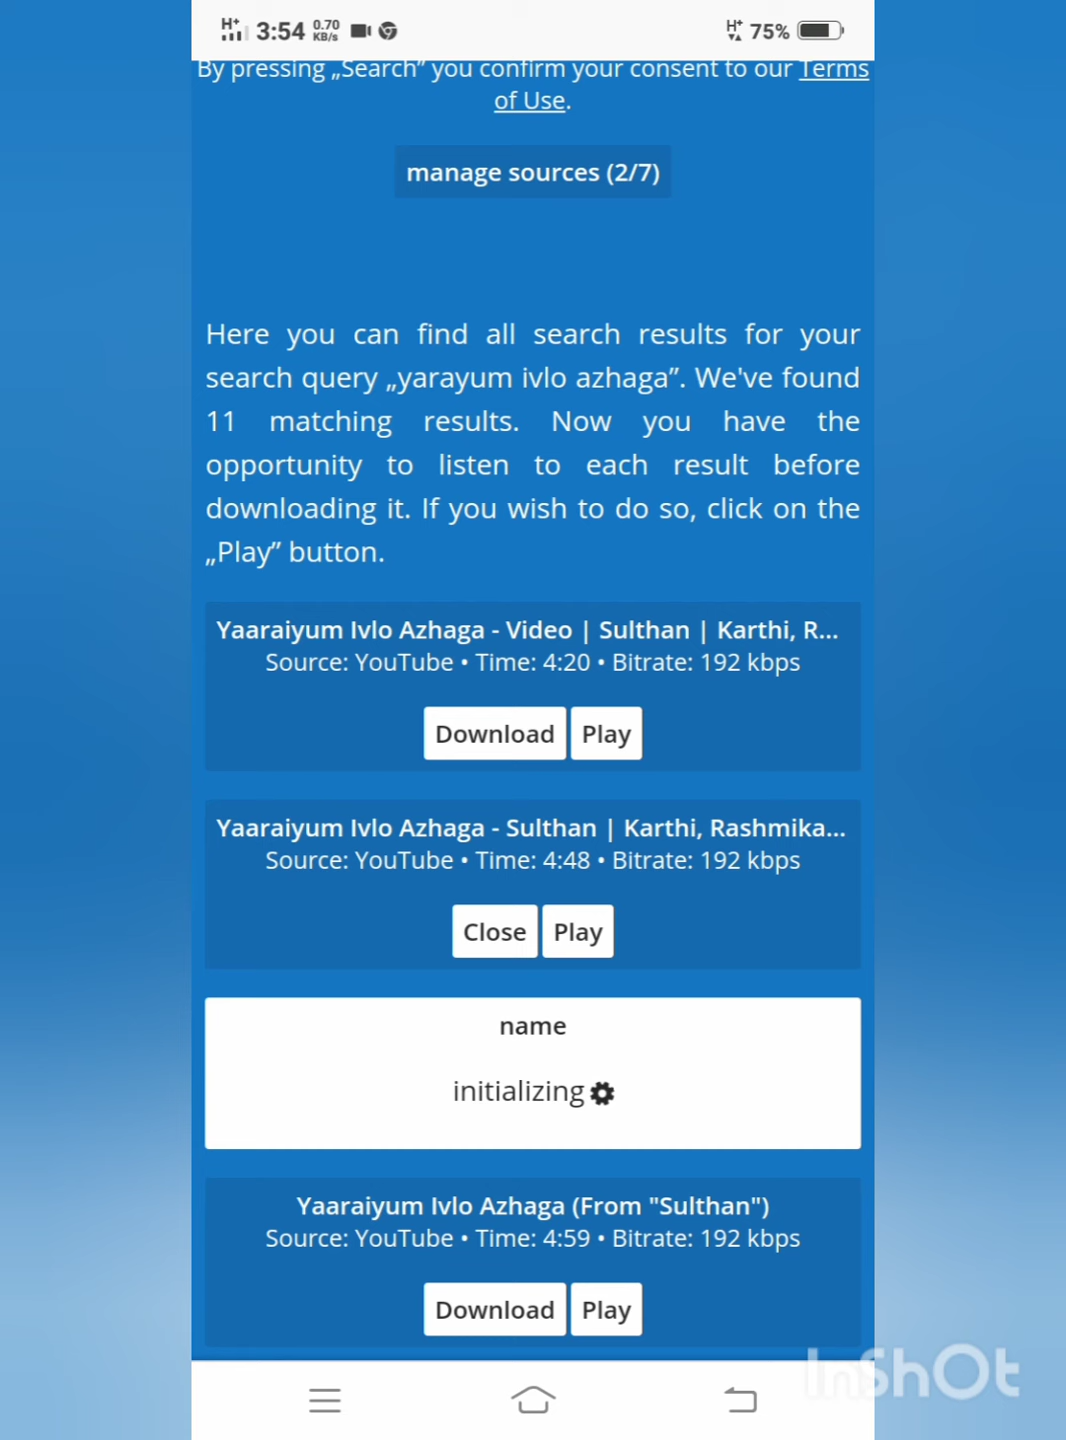 H+ 3:54 0.70 KB/s H+ 75%
By pressing „Search” you confirm your consent to our Terms
of Use.
manage sources (2/7)
Here you can find all search results for your
search query „yarayum ivlo azhaga”. We've found
11 matching results. Now you have the
opportunity to listen to each result before
downloading it. If you wish to do so, click on the
„Play” button.
Yaaraiyum Ivlo Azhaga - Video | Sulthan | Karthi, R...
Source: YouTube • Time: 4:20 • Bitrate: 192 kbps
Download Play
Yaaraiyum Ivlo Azhaga - Sulthan | Karthi, Rashmika...
Source: YouTube • Time: 4:48 • Bitrate: 192 kbps
Close Play
name
initializing
Yaaraiyum Ivlo Azhaga (From "Sulthan")
Source: YouTube • Time: 4:59 • Bitrate: 192 kbps
Download Play
InShOt